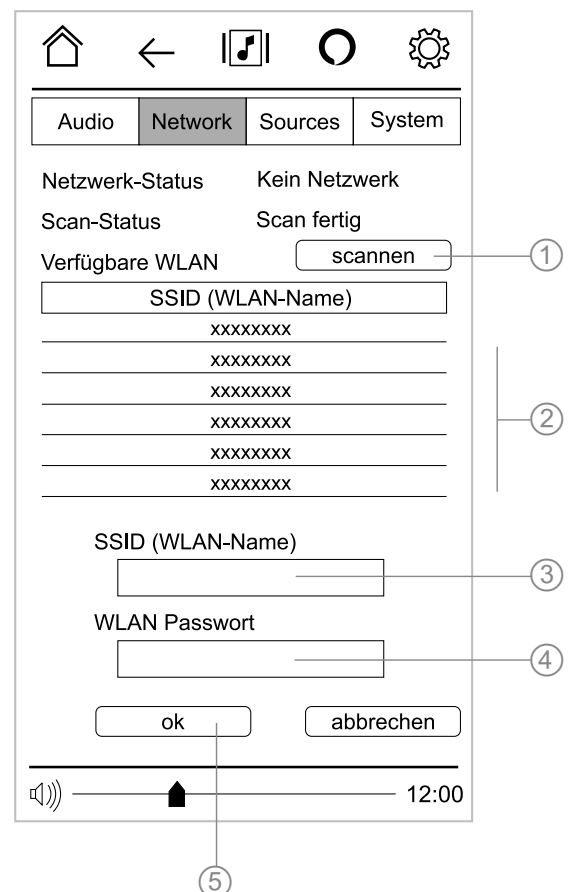 Audio Network Sources System
Netzwerk-Status Kein Netzwerk
Scan-Status Scan fertig
Verfügbare WLAN scannen 1
SSID (WLAN-Name)
xxxxxxxx
xxxxxxxx
xxxxxxxx
xxxxxxxx
xxxxxxxx
xxxxxxxx
2
SSID (WLAN-Name)
3
WLAN Passwort
4
ok abbrechen
12:00
5